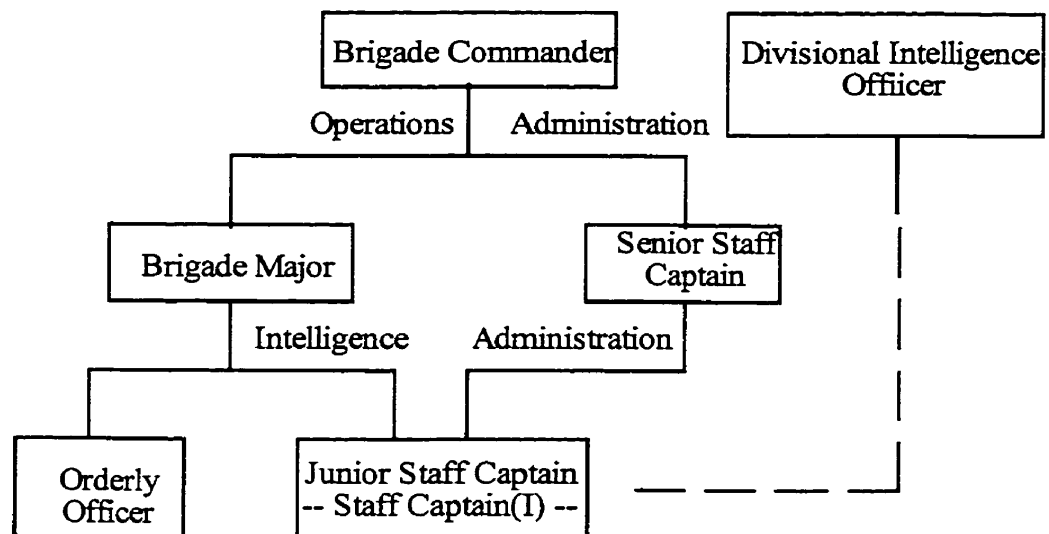 Brigade Commander
Divisional Intelligence
Offiicer
Operations
Administration
Brigade Major
Senior Staff
Captain
Intelligence
Administration
Orderly
Officer
Junior Staff Captain
-- Staff Captain(I) --